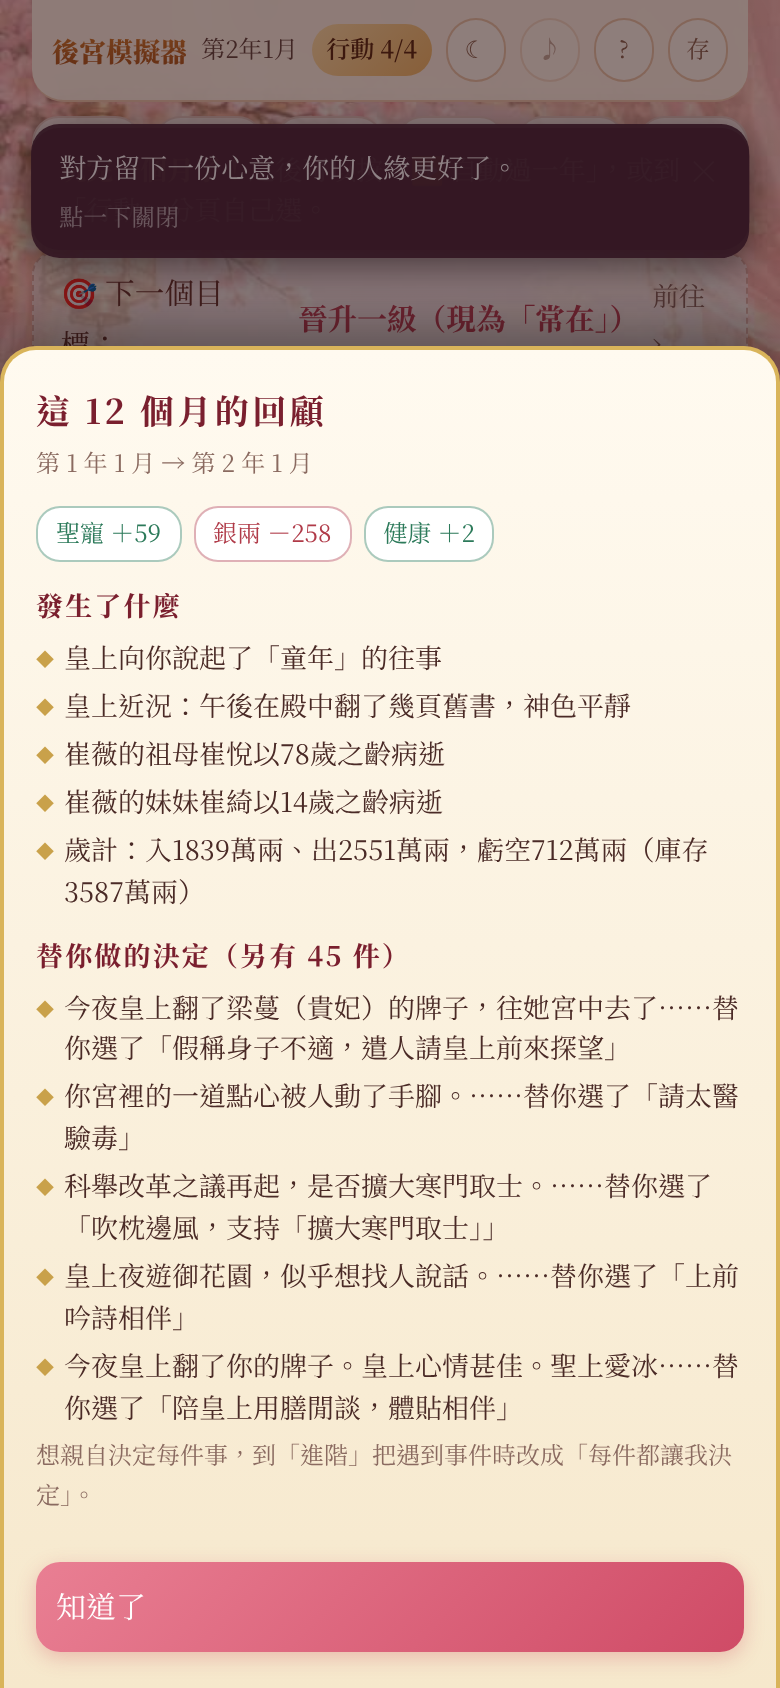 後宮模擬器 第2年1月 行動 4/4 ☾ ♪ ? 存
對方留下一份心意，你的人緣更好了。
點一下關閉
🎯 下一個目標：
晉升一級（現為「常在」）
前往
這 12 個月的回顧
第 1 年 1 月 → 第 2 年 1 月
聖寵 ＋59 銀兩 －258 健康 ＋2
發生了什麼
◆ 皇上向你說起了「童年」的往事
◆ 皇上近況：午後在殿中翻了幾頁舊書，神色平靜
◆ 崔薇的祖母崔悅以78歲之齡病逝
◆ 崔薇的妹妹崔綺以14歲之齡病逝
◆ 歲計：入1839萬兩、出2551萬兩，虧空712萬兩（庫存
3587萬兩）
替你做的決定（另有 45 件）
◆ 今夜皇上翻了梁蔓（貴妃）的牌子，往她宮中去了⋯⋯替
你選了「假稱身子不適，遣人請皇上前來探望」
◆ 你宮裡的一道點心被人動了手腳。⋯⋯替你選了「請太醫
驗毒」
◆ 科舉改革之議再起，是否擴大寒門取士。⋯⋯替你選了
「吹枕邊風，支持「擴大寒門取士」」
◆ 皇上夜遊御花園，似乎想找人說話。⋯⋯替你選了「上前
吟詩相伴」
◆ 今夜皇上翻了你的牌子。皇上心情甚佳。聖上愛冰⋯⋯替
你選了「陪皇上用膳閒談，體貼相伴」
想親自決定每件事，到「進階」把遇到事件時改成「每件都讓我決
定」。
知道了